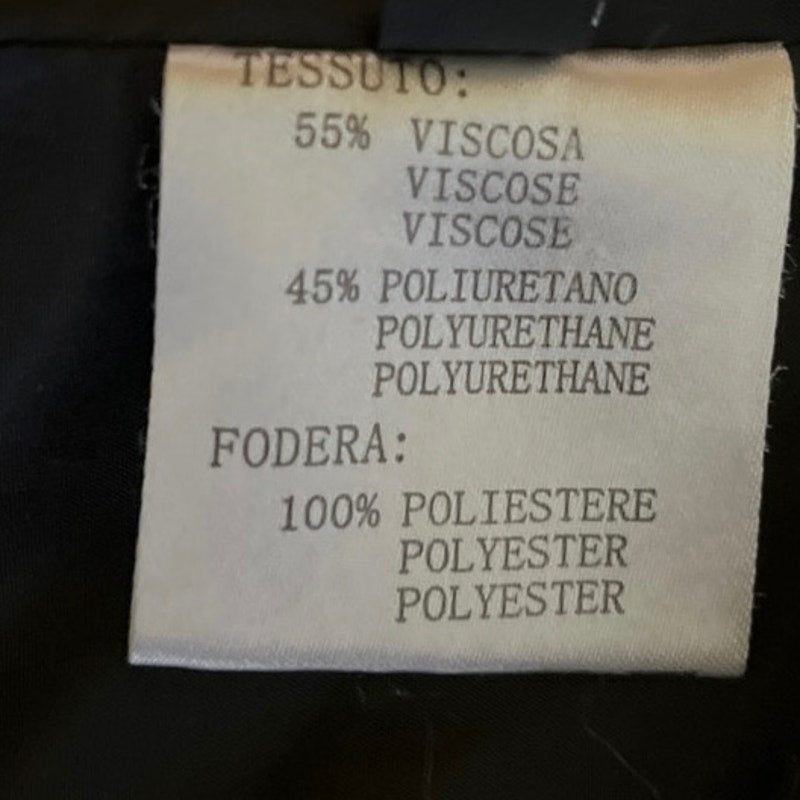 TESSUTO:
55% VISCOSA
VISCOSE
VISCOSE
45% POLIURETANO
POLYURETHANE
POLYURETHANE
FODERA:
100% POLIESTERE
POLYESTER
POLYESTER